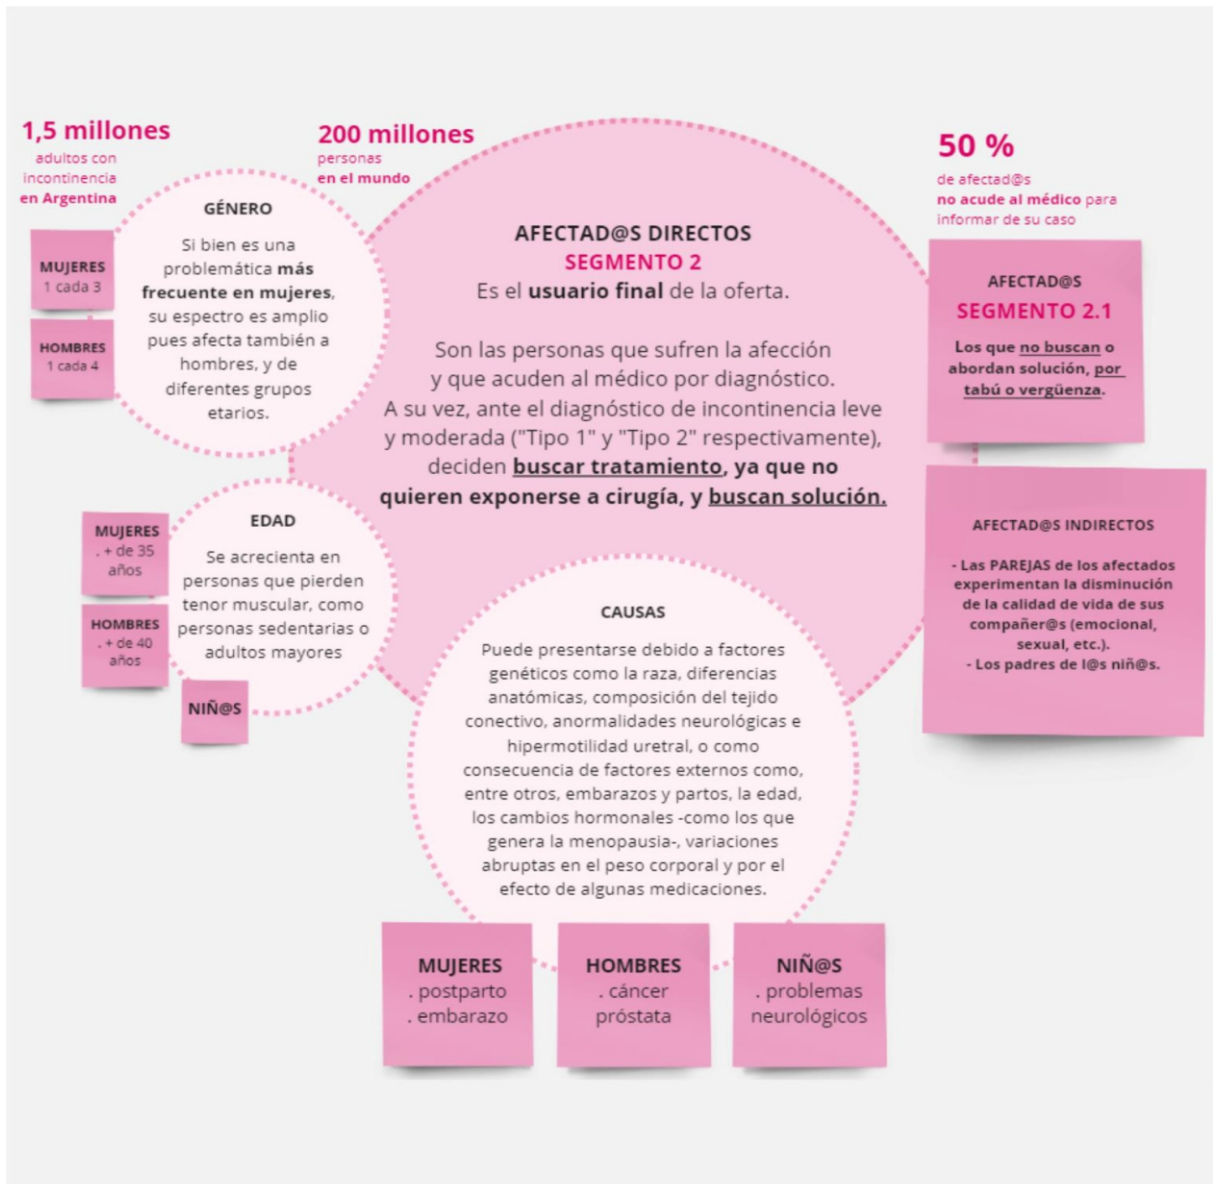 1,5 millones
adultos con
incontinencia
en Argentina
200 millones
personas
en el mundo
50 %
de afectad@s
no acude al médico para
informar de su caso
GÉNERO
Si bien es una
problemática más
frecuente en mujeres,
su espectro es amplio
pues afecta también a
hombres, y de
diferentes grupos
etarios.
MUJERES
1 cada 3
HOMBRES
1 cada 4
AFECTAD@S DIRECTOS
SEGMENTO 2
Es el usuario final de la oferta.
Son las personas que sufren la afección
y que acuden al médico por diagnóstico.
A su vez, ante el diagnóstico de incontinencia leve
y moderada ("Tipo 1" y "Tipo 2" respectivamente),
deciden buscar tratamiento, ya que no
quieren exponerse a cirugía, y buscan solución.
AFECTAD@S
SEGMENTO 2.1
Los que no buscan o
abordan solución, por
tabú o vergüenza.
EDAD
Se acrecienta en
personas que pierden
tenor muscular, como
personas sedentarias o
adultos mayores
MUJERES
. + de 35
años
HOMBRES
. + de 40
años
NIÑ@S
AFECTAD@S INDIRECTOS
- Las PAREJAS de los afectados
experimentan la disminución
de la calidad de vida de sus
compañer@s (emocional,
sexual, etc.).
- Los padres de l@s niñ@s.
CAUSAS
Puede presentarse debido a factores
genéticos como la raza, diferencias
anatómicas, composición del tejido
conectivo, anormalidades neurológicas e
hipermotilidad uretral, o como
consecuencia de factores externos como,
entre otros, embarazos y partos, la edad,
los cambios hormonales -como los que
genera la menopausia-, variaciones
abruptas en el peso corporal y por el
efecto de algunas medicaciones.
MUJERES
. postparto
. embarazo
HOMBRES
. cáncer
próstata
NIÑ@S
. problemas
neurológicos